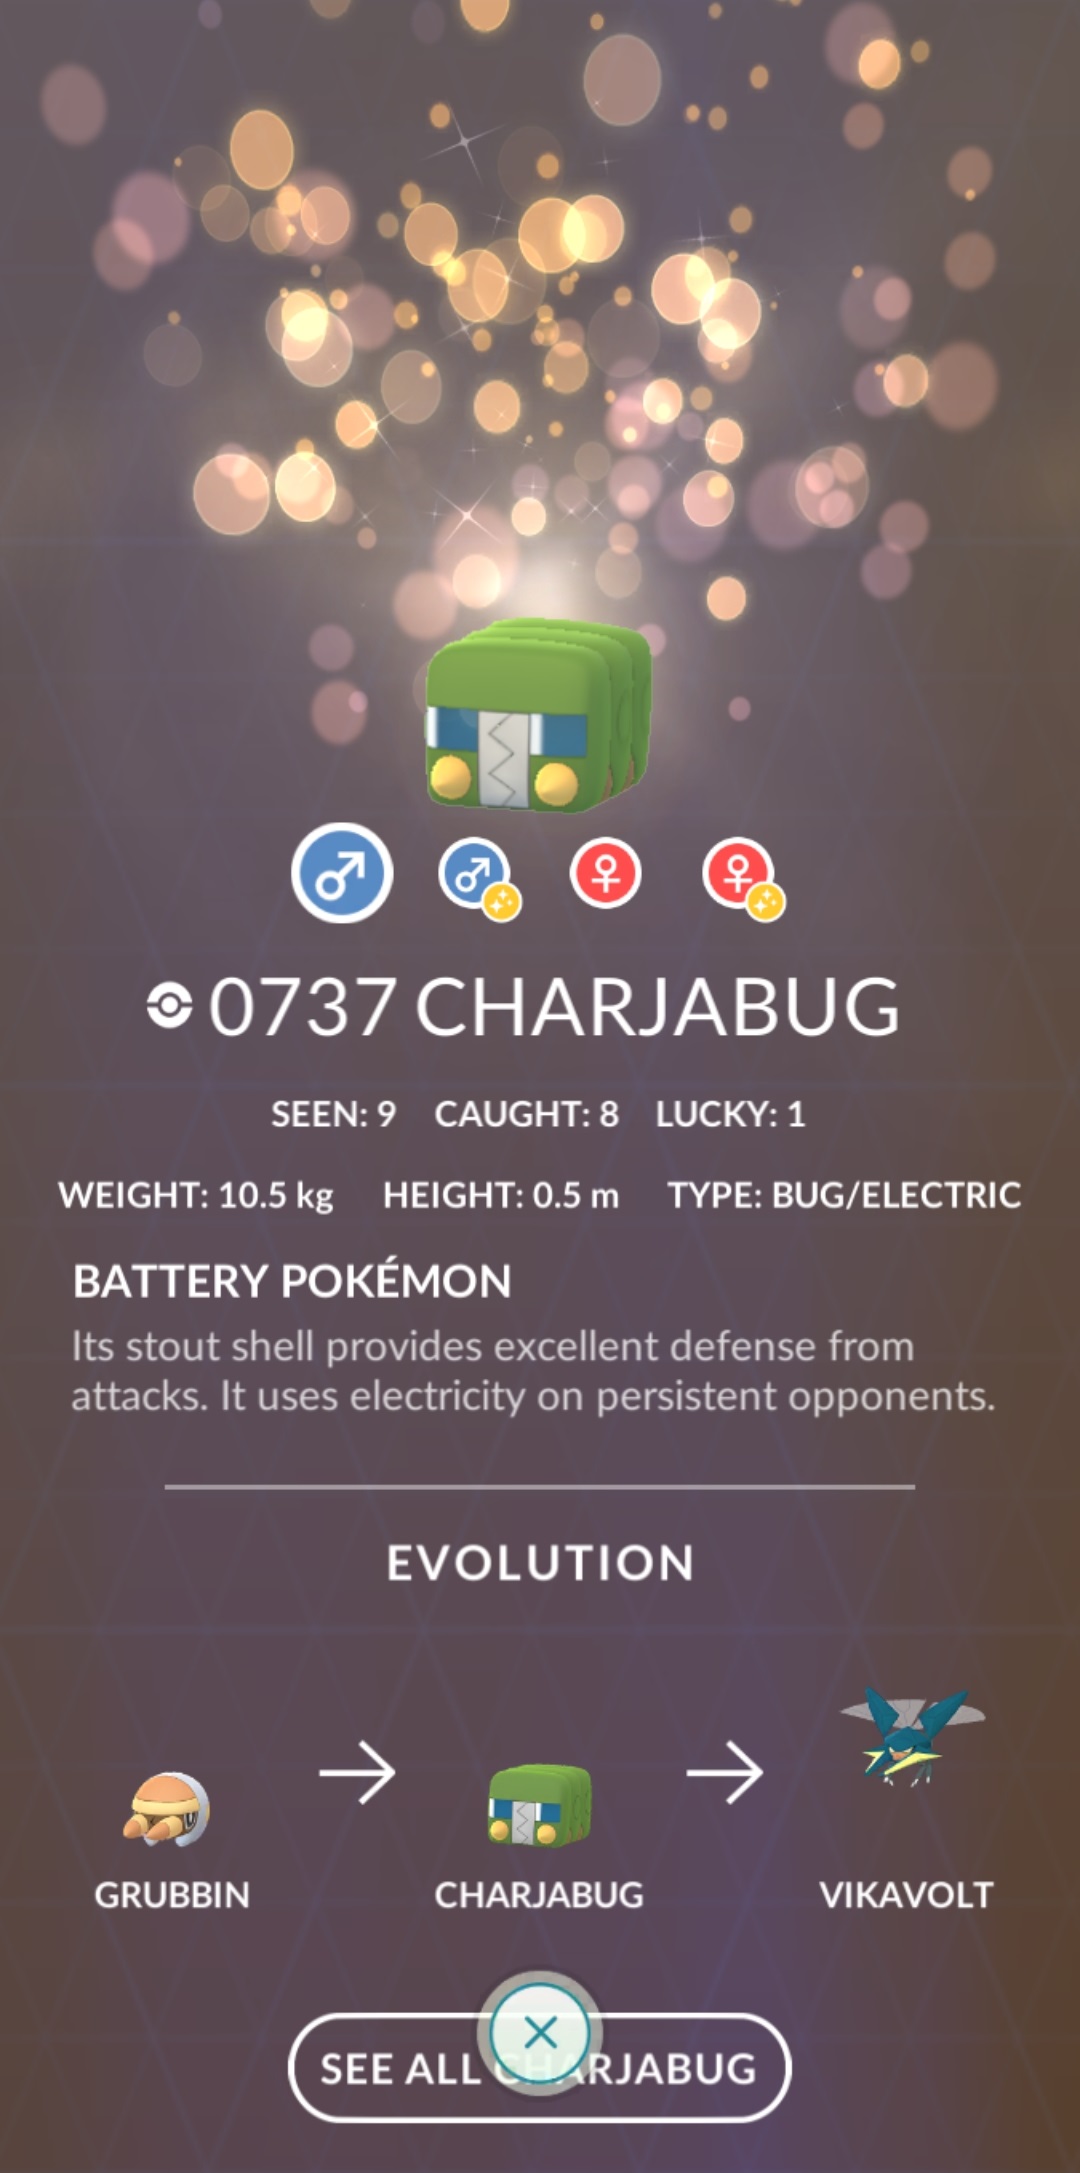 0737 CHARJABUG
SEEN: 9 CAUGHT: 8 LUCKY: 1
WEIGHT: 10.5 kg HEIGHT: 0.5 m TYPE: BUG/ELECTRIC
BATTERY POKÉMON
Its stout shell provides excellent defense from
attacks. It uses electricity on persistent opponents.
EVOLUTION
GRUBBIN CHARJABUG VIKAVOLT
SEE ALL CHARJABUG